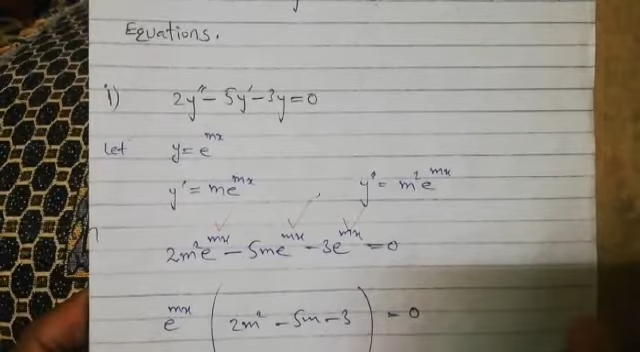 Equations.
i) 2y″ − 5y′ − 3y = 0
Let y = e^{mx}
y′ = me^{mx} , y″ = m²e^{mx}
2m²e^{mx} − 5me^{mx} − 3e^{mx} = 0
e^{mx} ( 2m² − 5m − 3 ) = 0